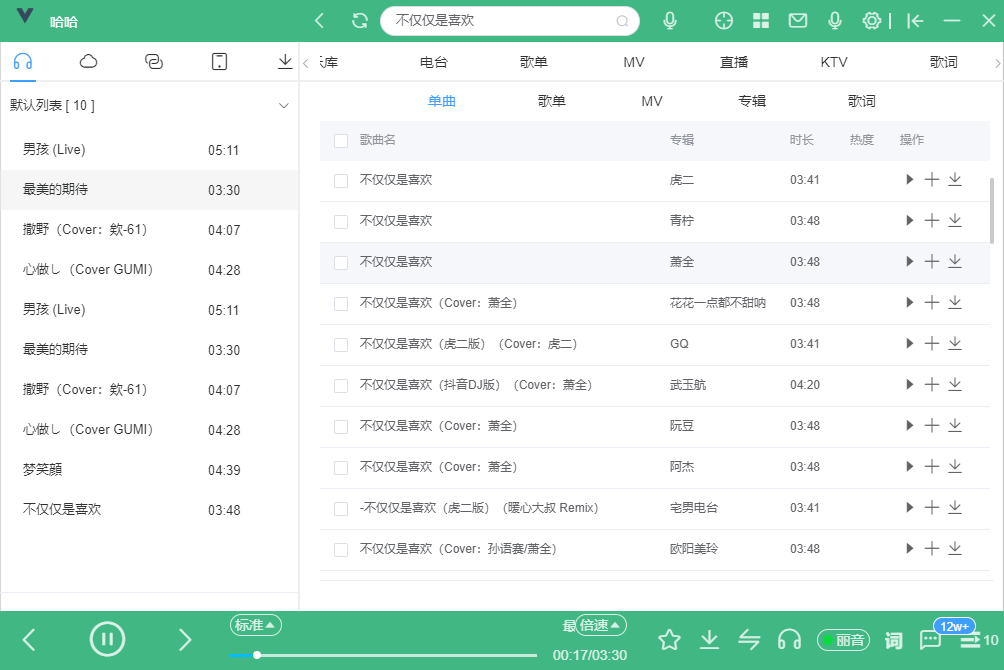 哈哈
不仅仅是喜欢
乐库 电台 歌单 MV 直播 KTV 歌词
默认列表 [ 10 ]
单曲 歌单 MV 专辑 歌词
歌曲名 专辑 时长 热度 操作
男孩 (Live) 05:11
最美的期待 03:30
撒野（Cover：欸-61） 04:07
心做し（Cover GUMI） 04:28
男孩 (Live) 05:11
最美的期待 03:30
撒野（Cover：欸-61） 04:07
心做し（Cover GUMI） 04:28
梦笑顔 04:39
不仅仅是喜欢 03:48
不仅仅是喜欢 虎二 03:41
不仅仅是喜欢 青柠 03:48
不仅仅是喜欢 萧全 03:48
不仅仅是喜欢（Cover：萧全） 花花一点都不甜呐 03:48
不仅仅是喜欢（虎二版）（Cover：虎二） GQ 03:41
不仅仅是喜欢（抖音DJ版）（Cover：萧全） 武玉航 04:20
不仅仅是喜欢（Cover：萧全） 阮豆 03:48
不仅仅是喜欢（Cover：萧全） 阿杰 03:48
-不仅仅是喜欢（虎二版）（暖心大叔 Remix） 宅男电台 03:41
不仅仅是喜欢（Cover：孙语赛/萧全） 欧阳美玲 03:48
标准 最 倍速
00:17/03:30
丽音 词 12w+ 10